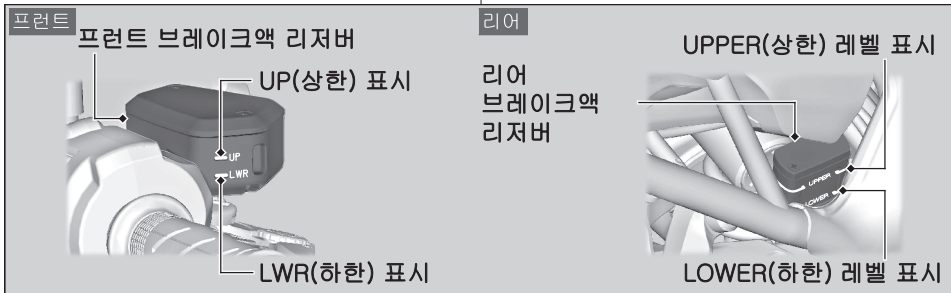 프런트
프런트 브레이크액 리저버
UP(상한) 표시
UP
LWR
LWR(하한) 표시
리어
UPPER(상한) 레벨 표시
리어
브레이크액
리저버
UPPER
LOWER
LOWER(하한) 레벨 표시